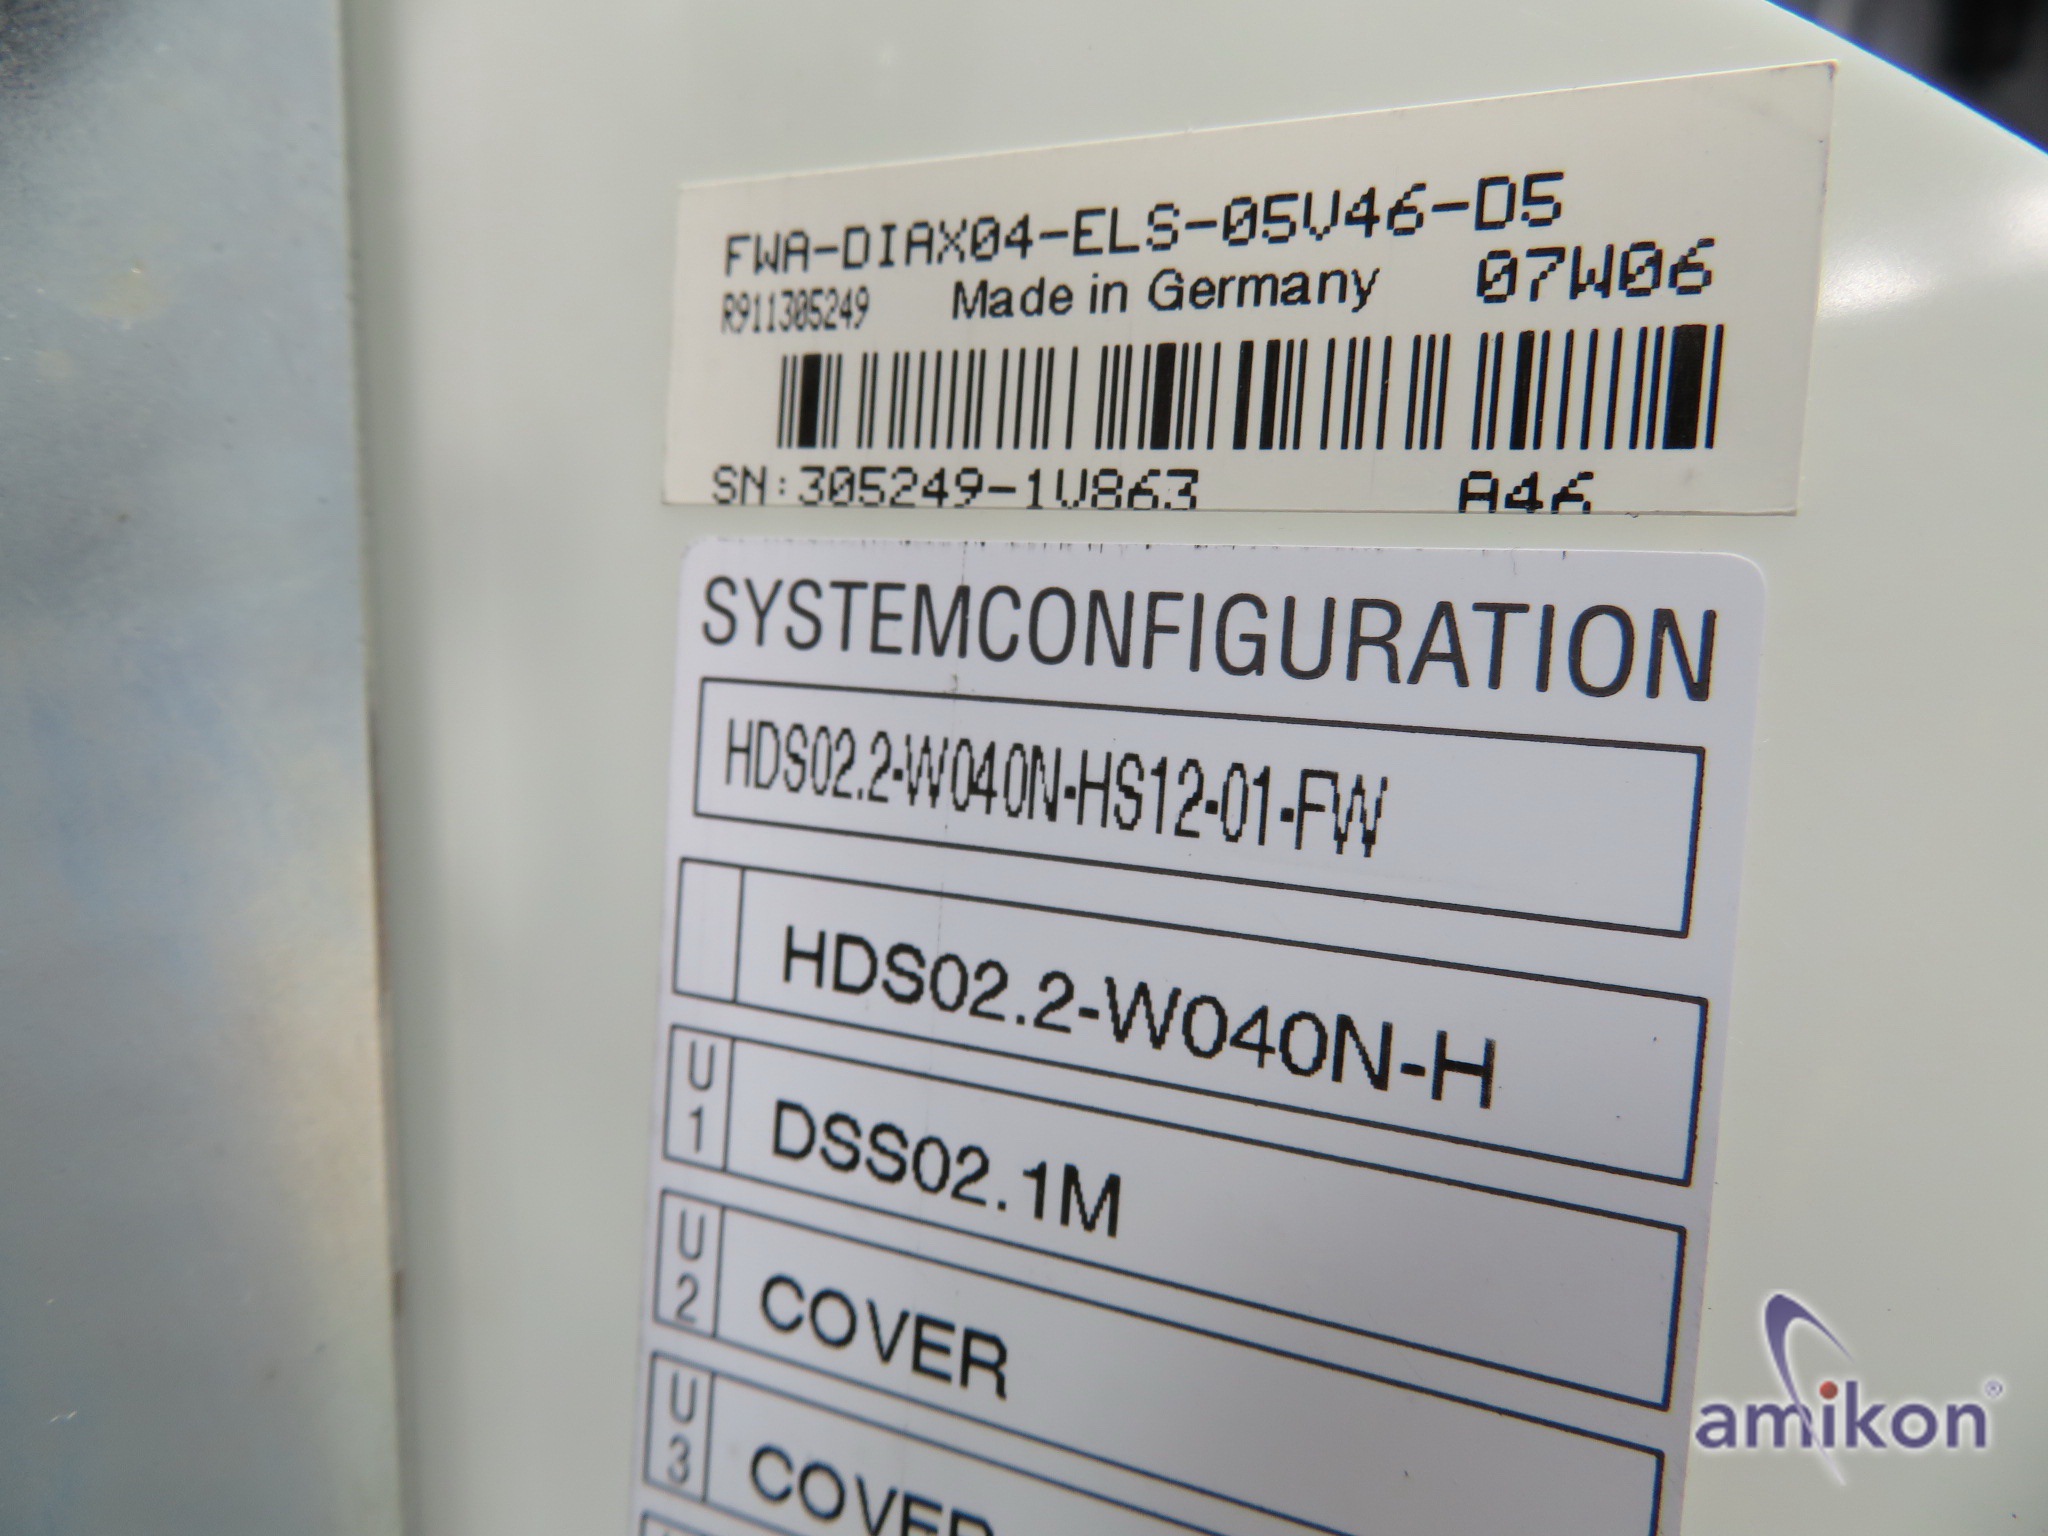 FWA-DIAX04-ELS-05V46-D5
R911305249 Made in Germany 07W06
SN:305249-1V863 A46
SYSTEMCONFIGURATION
HDS02.2-W040N-HS12-01-FW
HDS02.2-W040N-H
U1 DSS02.1M
U2 COVER
U3 COVER
amikon®